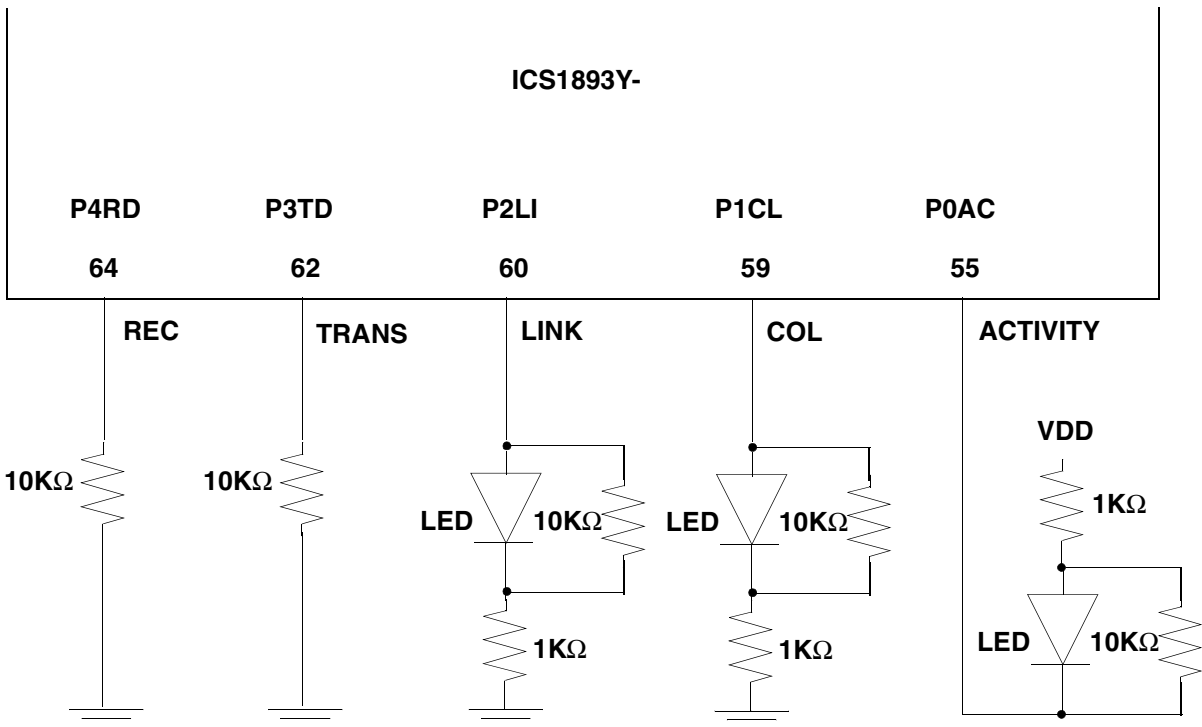 ICS1893Y-
P4RD P3TD P2LI P1CL P0AC
64 62 60 59 55
REC TRANS LINK COL ACTIVITY
VDD
10KΩ 10KΩ 1KΩ
LED 10KΩ LED 10KΩ
1KΩ 1KΩ LED 10KΩ